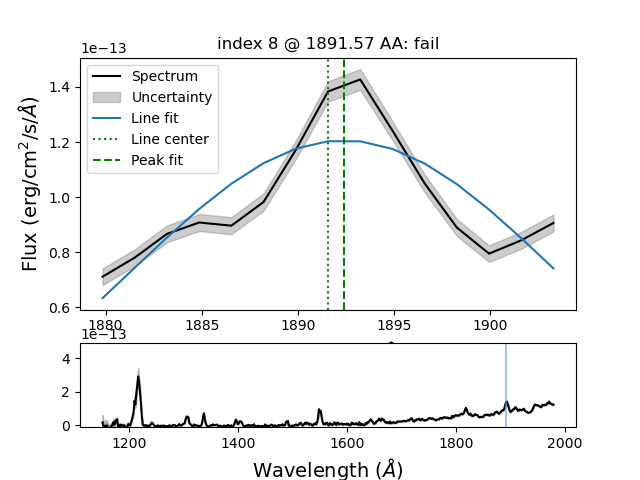 index 8 @ 1891.57 AA: fail
1e−13
Flux (erg/cm²/s/Å)
1.4
1.2
1.0
0.8
0.6
Spectrum
Uncertainty
Line fit
Line center
Peak fit
1880 1885 1890 1895 1900
1e−13
4
2
0
1200 1400 1600 1800 2000
Wavelength (Å)